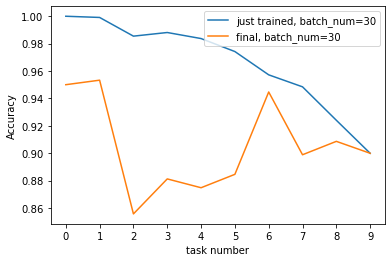 just trained, batch_num=30
final, batch_num=30
Accuracy
1.00
0.98
0.96
0.94
0.92
0.90
0.88
0.86
0 1 2 3 4 5 6 7 8 9
task number